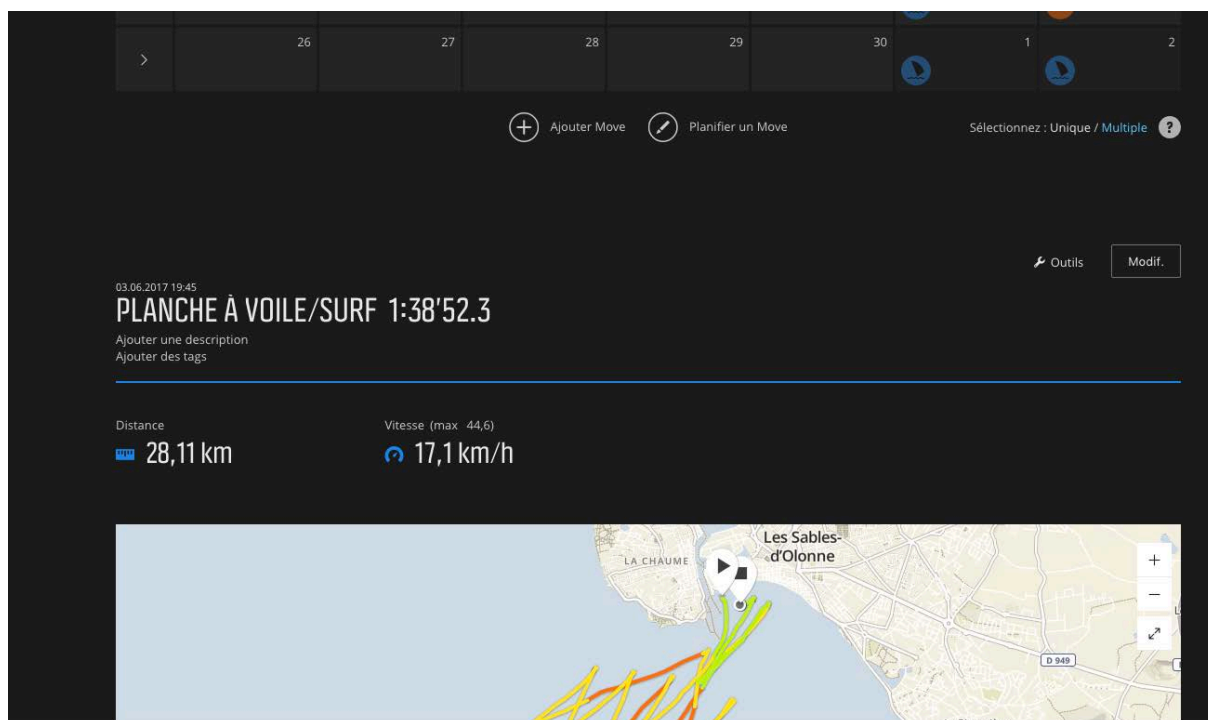 26 27 28 29 30 1 2
Ajouter Move Planifier un Move Sélectionnez : Unique / Multiple ?
Outils Modif.
03.06.2017 19:45
PLANCHE À VOILE/SURF 1:38'52.3
Ajouter une description
Ajouter des tags
Distance Vitesse (max 44,6)
28,11 km 17,1 km/h
Les Sables-
d'Olonne
LA CHAUME
D 949